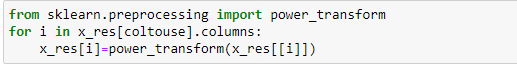 from sklearn.preprocessing import power_transform
for i in x_res[coltouse].columns:
    x_res[i]=power_transform(x_res[[i]])